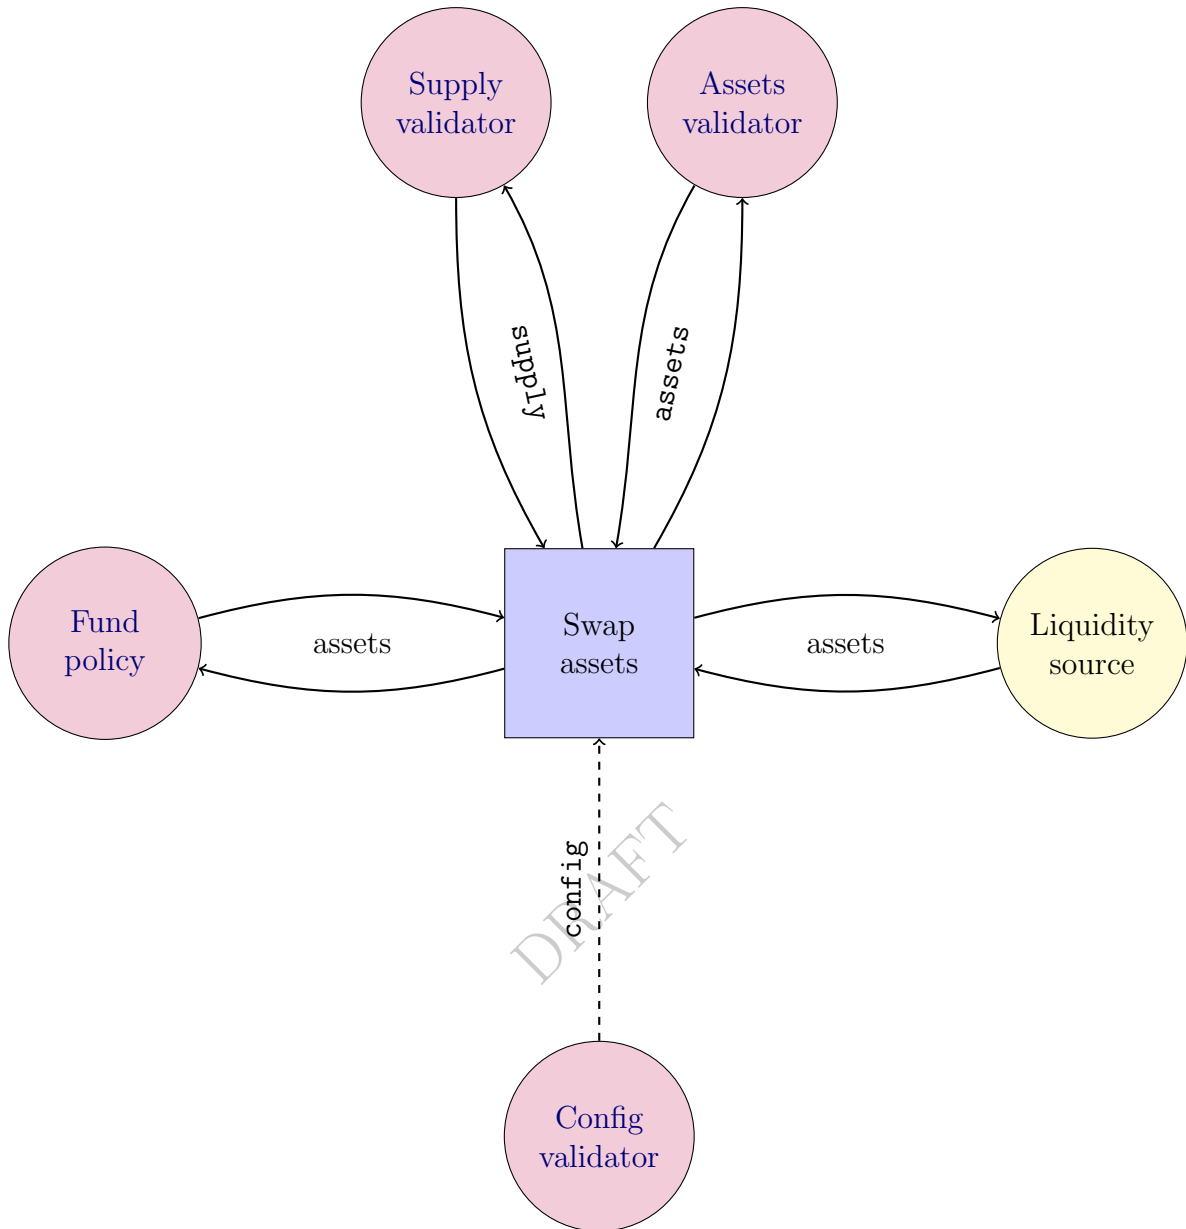 Supply
validator
Assets
validator
supply
assets
Fund
policy
assets
Swap
assets
assets
Liquidity
source
config
DRAFT
Config
validator